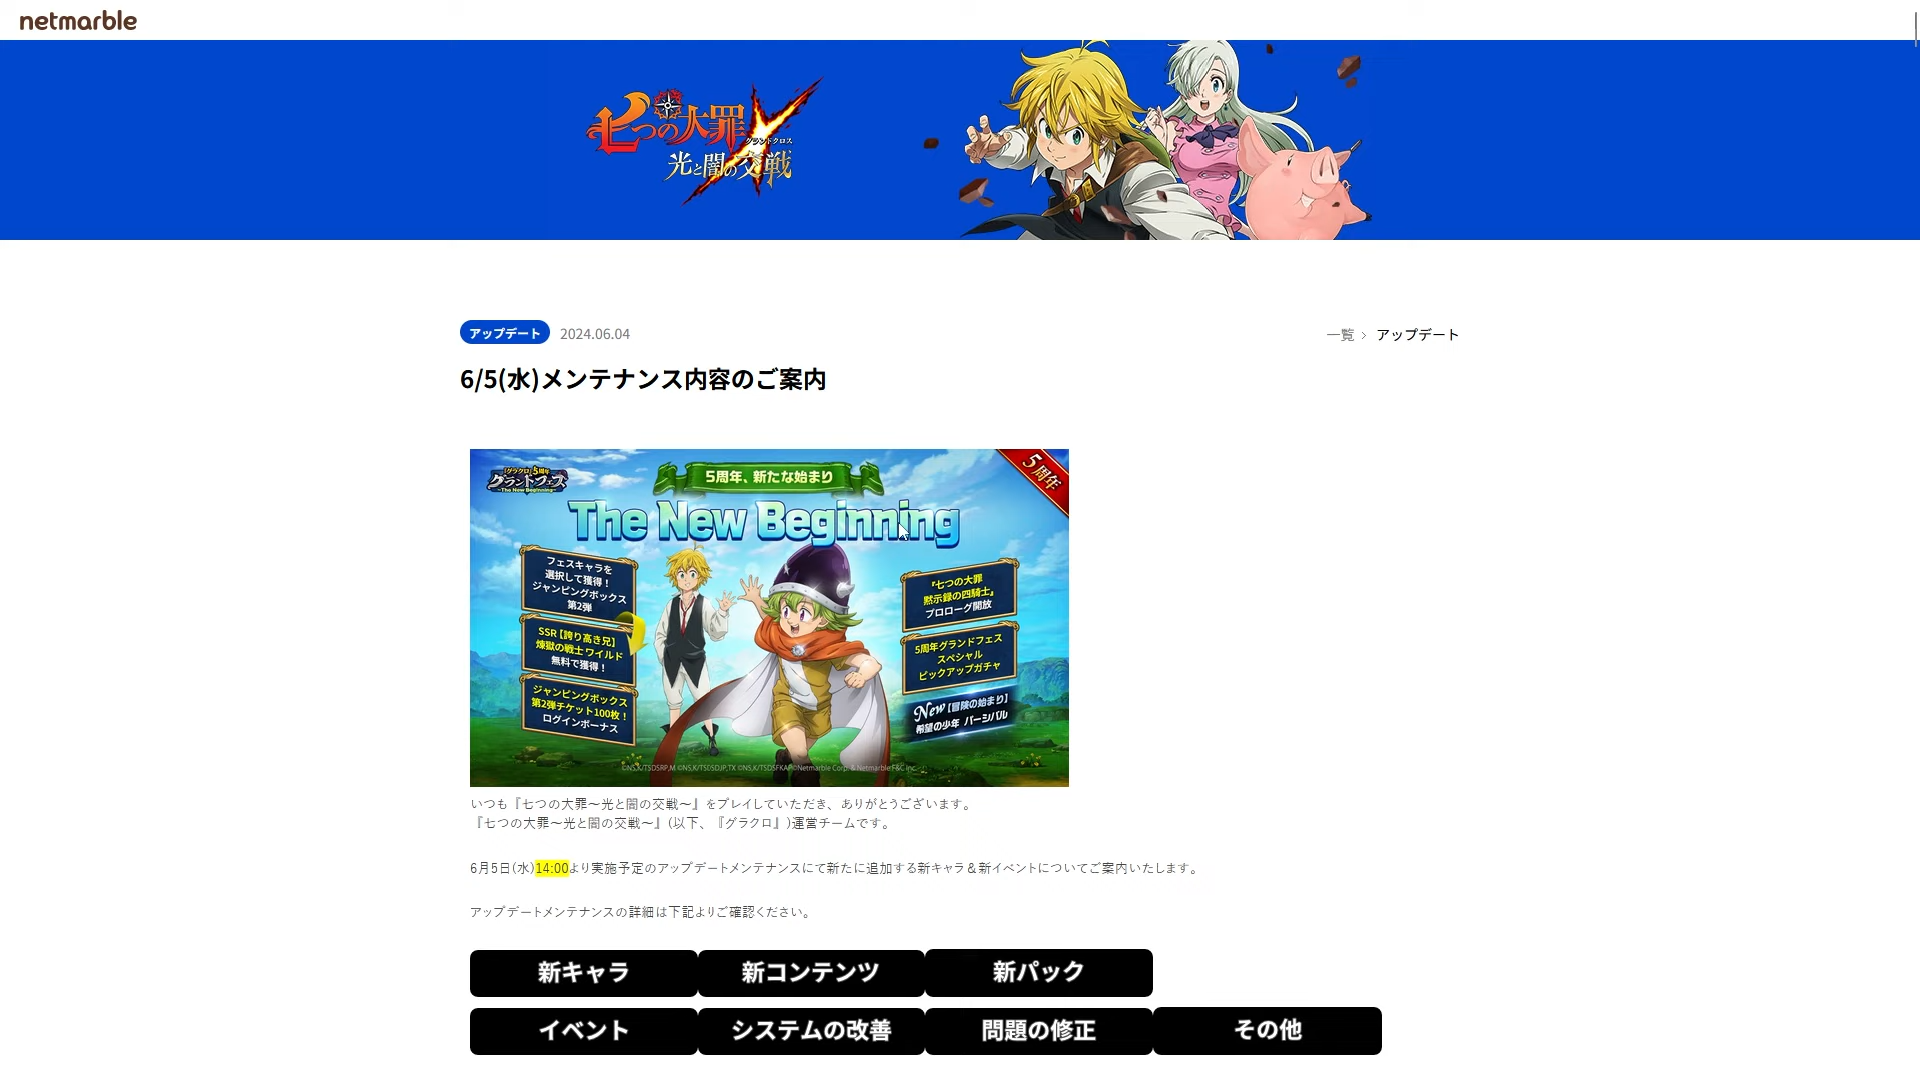 netmarble
七つの大罪
グランドクロス
光と闇の交戦
アップデート 2024.06.04
一覧 > アップデート
6/5(水)メンテナンス内容のご案内
『グラクロ』5周年
グランドフェス
-The New Beginning-
5周年、新たな始まり
5周年
The New Beginning
フェスキャラを
選択して獲得！
ジャンピングボックス
第2弾
SSR【誇り高き兄】
煉獄の戦士 ワイルド
無料で獲得！
ジャンピングボックス
第2弾チケット100枚！
ログインボーナス
『七つの大罪
黙示録の四騎士』
プロローグ開放
5周年グランドフェス
スペシャル
ピックアップガチャ
New【冒険の始まり】
希望の少年 パーシバル
いつも『七つの大罪～光と闇の交戦～』をプレイしていただき、ありがとうございます。
『七つの大罪～光と闇の交戦～』(以下、『グラクロ』)運営チームです。
6月5日(水)14:00より実施予定のアップデートメンテナンスにて新たに追加する新キャラ＆新イベントについてご案内いたします。
アップデートメンテナンスの詳細は下記よりご確認ください。
新キャラ 新コンテンツ 新パック
イベント システムの改善 問題の修正 その他